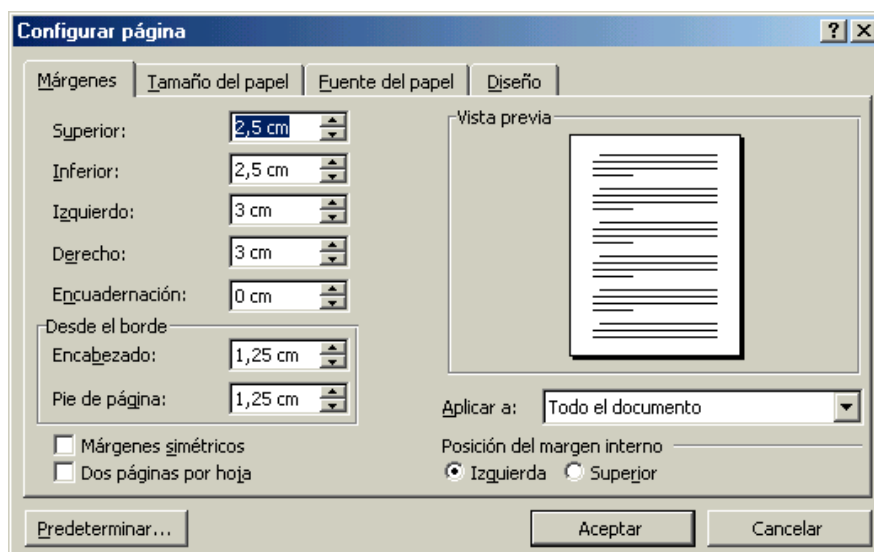 Configurar página
Márgenes Tamaño del papel Fuente del papel Diseño
Superior: 2,5 cm
Inferior: 2,5 cm
Izquierdo: 3 cm
Derecho: 3 cm
Encuadernación: 0 cm
Desde el borde
Encabezado: 1,25 cm
Pie de página: 1,25 cm
Márgenes simétricos
Dos páginas por hoja
Vista previa
Aplicar a: Todo el documento
Posición del margen interno
Izquierda Superior
Predeterminar... Aceptar Cancelar